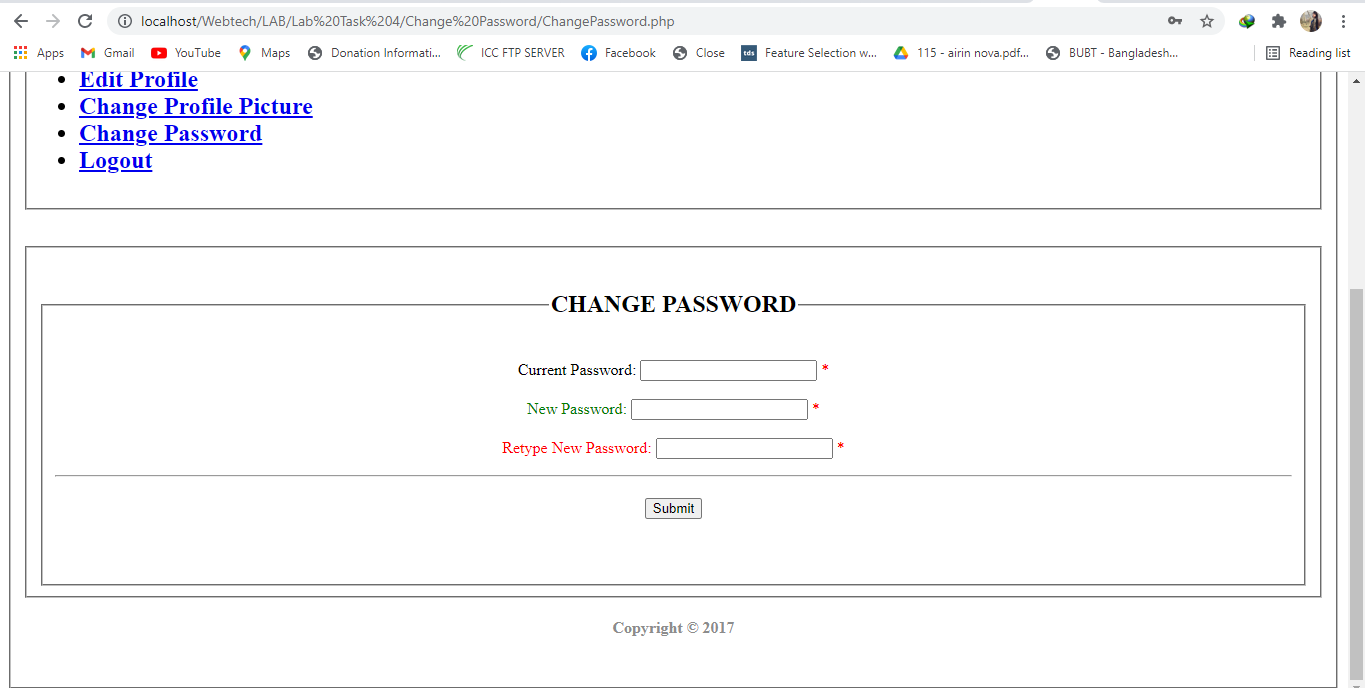 localhost/Webtech/LAB/Lab%20Task%204/Change%20Password/ChangePassword.php
Apps Gmail YouTube Maps Donation Informati... ICC FTP SERVER Facebook Close tds Feature Selection w... 115 - airin nova.pdf... BUBT - Bangladesh... Reading list
• Edit Profile
• Change Profile Picture
• Change Password
• Logout
CHANGE PASSWORD
Current Password: *
New Password: *
Retype New Password: *
Submit
Copyright © 2017